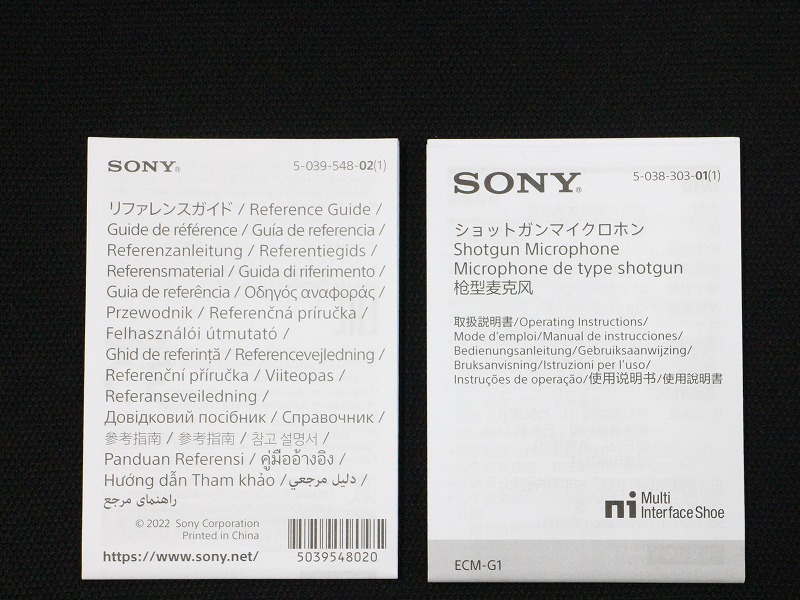 SONY®
5-039-548-02(1)
リファレンスガイド / Reference Guide /
Guide de référence / Guía de referencia /
Referenzanleitung / Referentiegids /
Referensmaterial / Guida di riferimento /
Guia de referência / Οδηγός αναφοράς /
Przewodnik / Referenčná príručka /
Felhasználói útmutató /
Ghid de referință / Referencevejledning /
Referenční příručka / Viiteopas /
Referanseveiledning /
Довідковий посібник / Справочник /
参考指南 / 參考指南 / 참고 설명서 /
Panduan Referensi / คู่มืออ้างอิง /
Hướng dẫn Tham khảo / دليل مرجعي /
راهنمای مرجع
© 2022 Sony Corporation
Printed in China
https://www.sony.net/
5039548020
SONY®
5-038-303-01(1)
ショットガンマイクロホン
Shotgun Microphone
Microphone de type shotgun
枪型麦克风
取扱説明書/Operating Instructions/
Mode d'emploi/Manual de instrucciones/
Bedienungsanleitung/Gebruiksaanwijzing/
Bruksanvisning/Istruzioni per l'uso/
Instruções de operação/使用说明书/使用說明書
Multi
Interface Shoe
ECM-G1